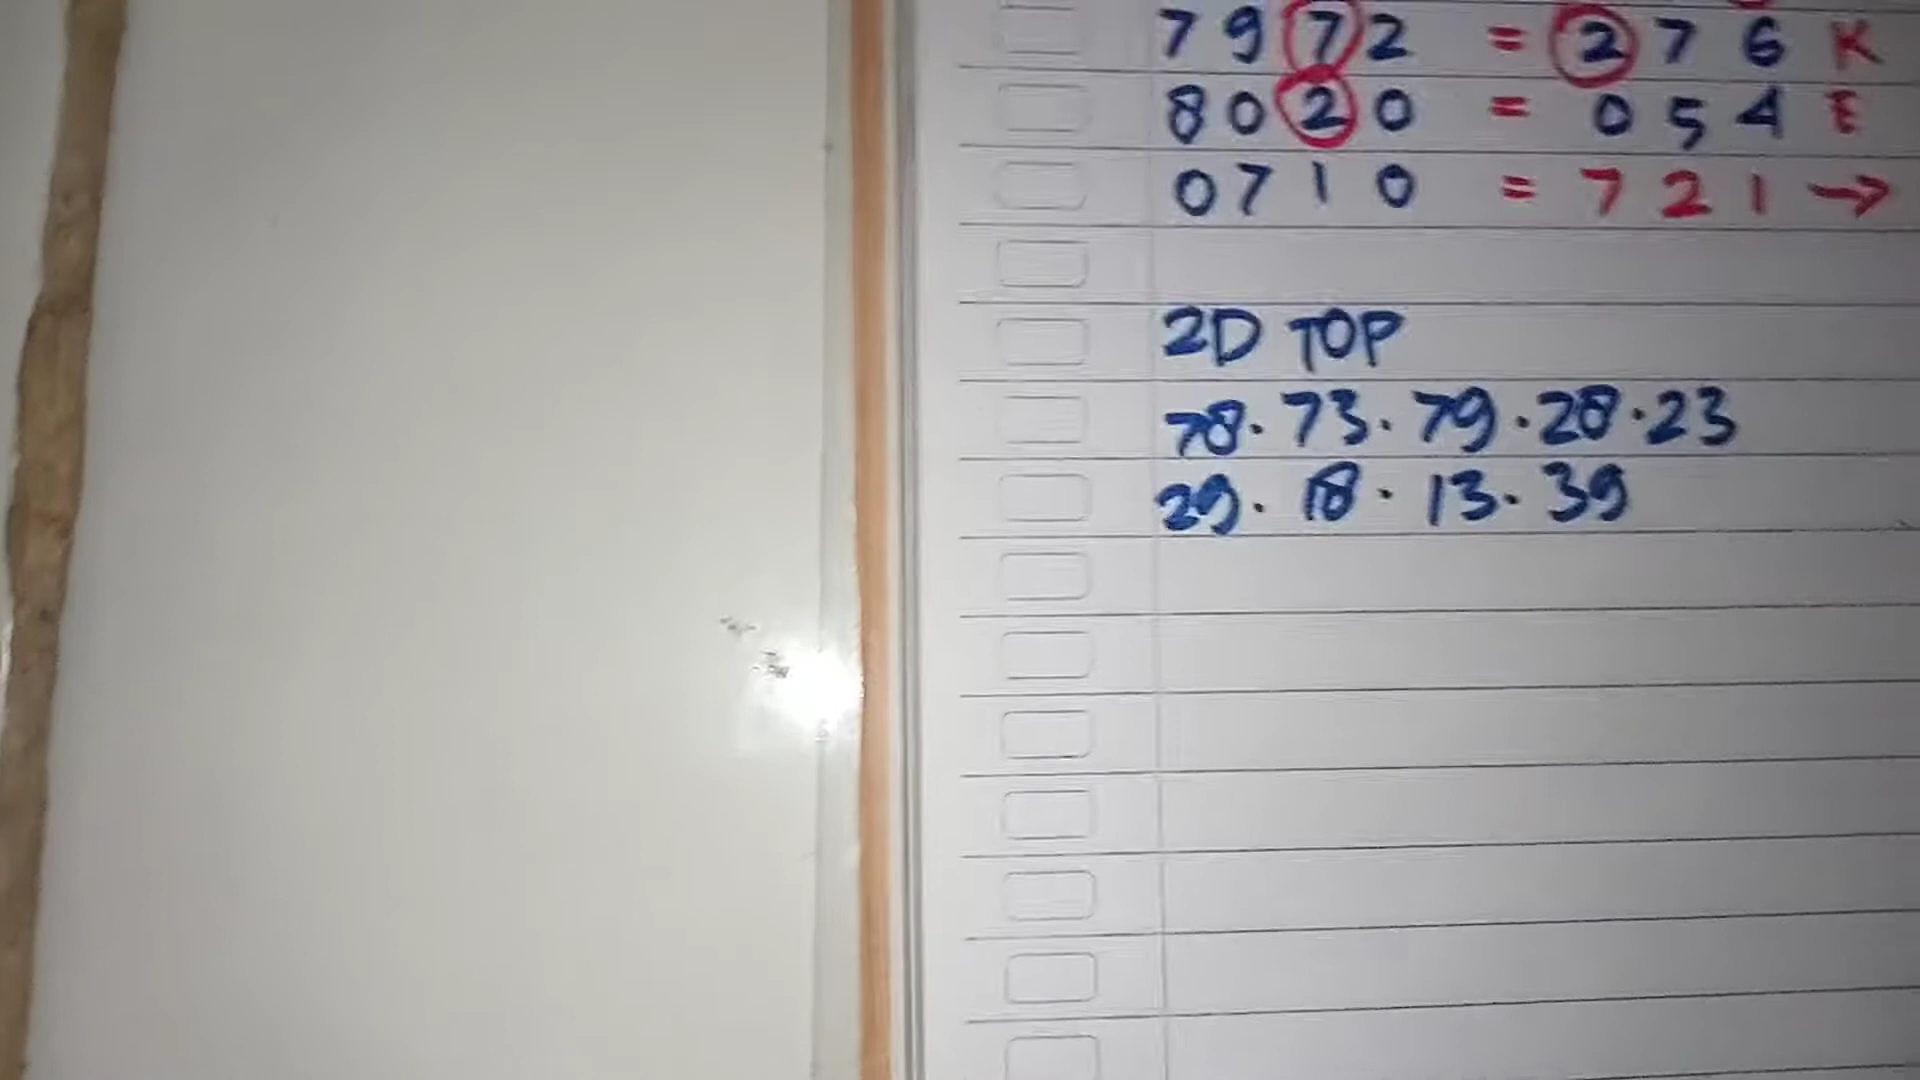 7 9 7 2 = 2 7 6 K
8 0 2 0 = 0 5 4 E
0 7 1 0 = 7 2 1 →
2D TOP
78 · 73 · 79 · 28 · 23
29 · 18 · 13 · 39